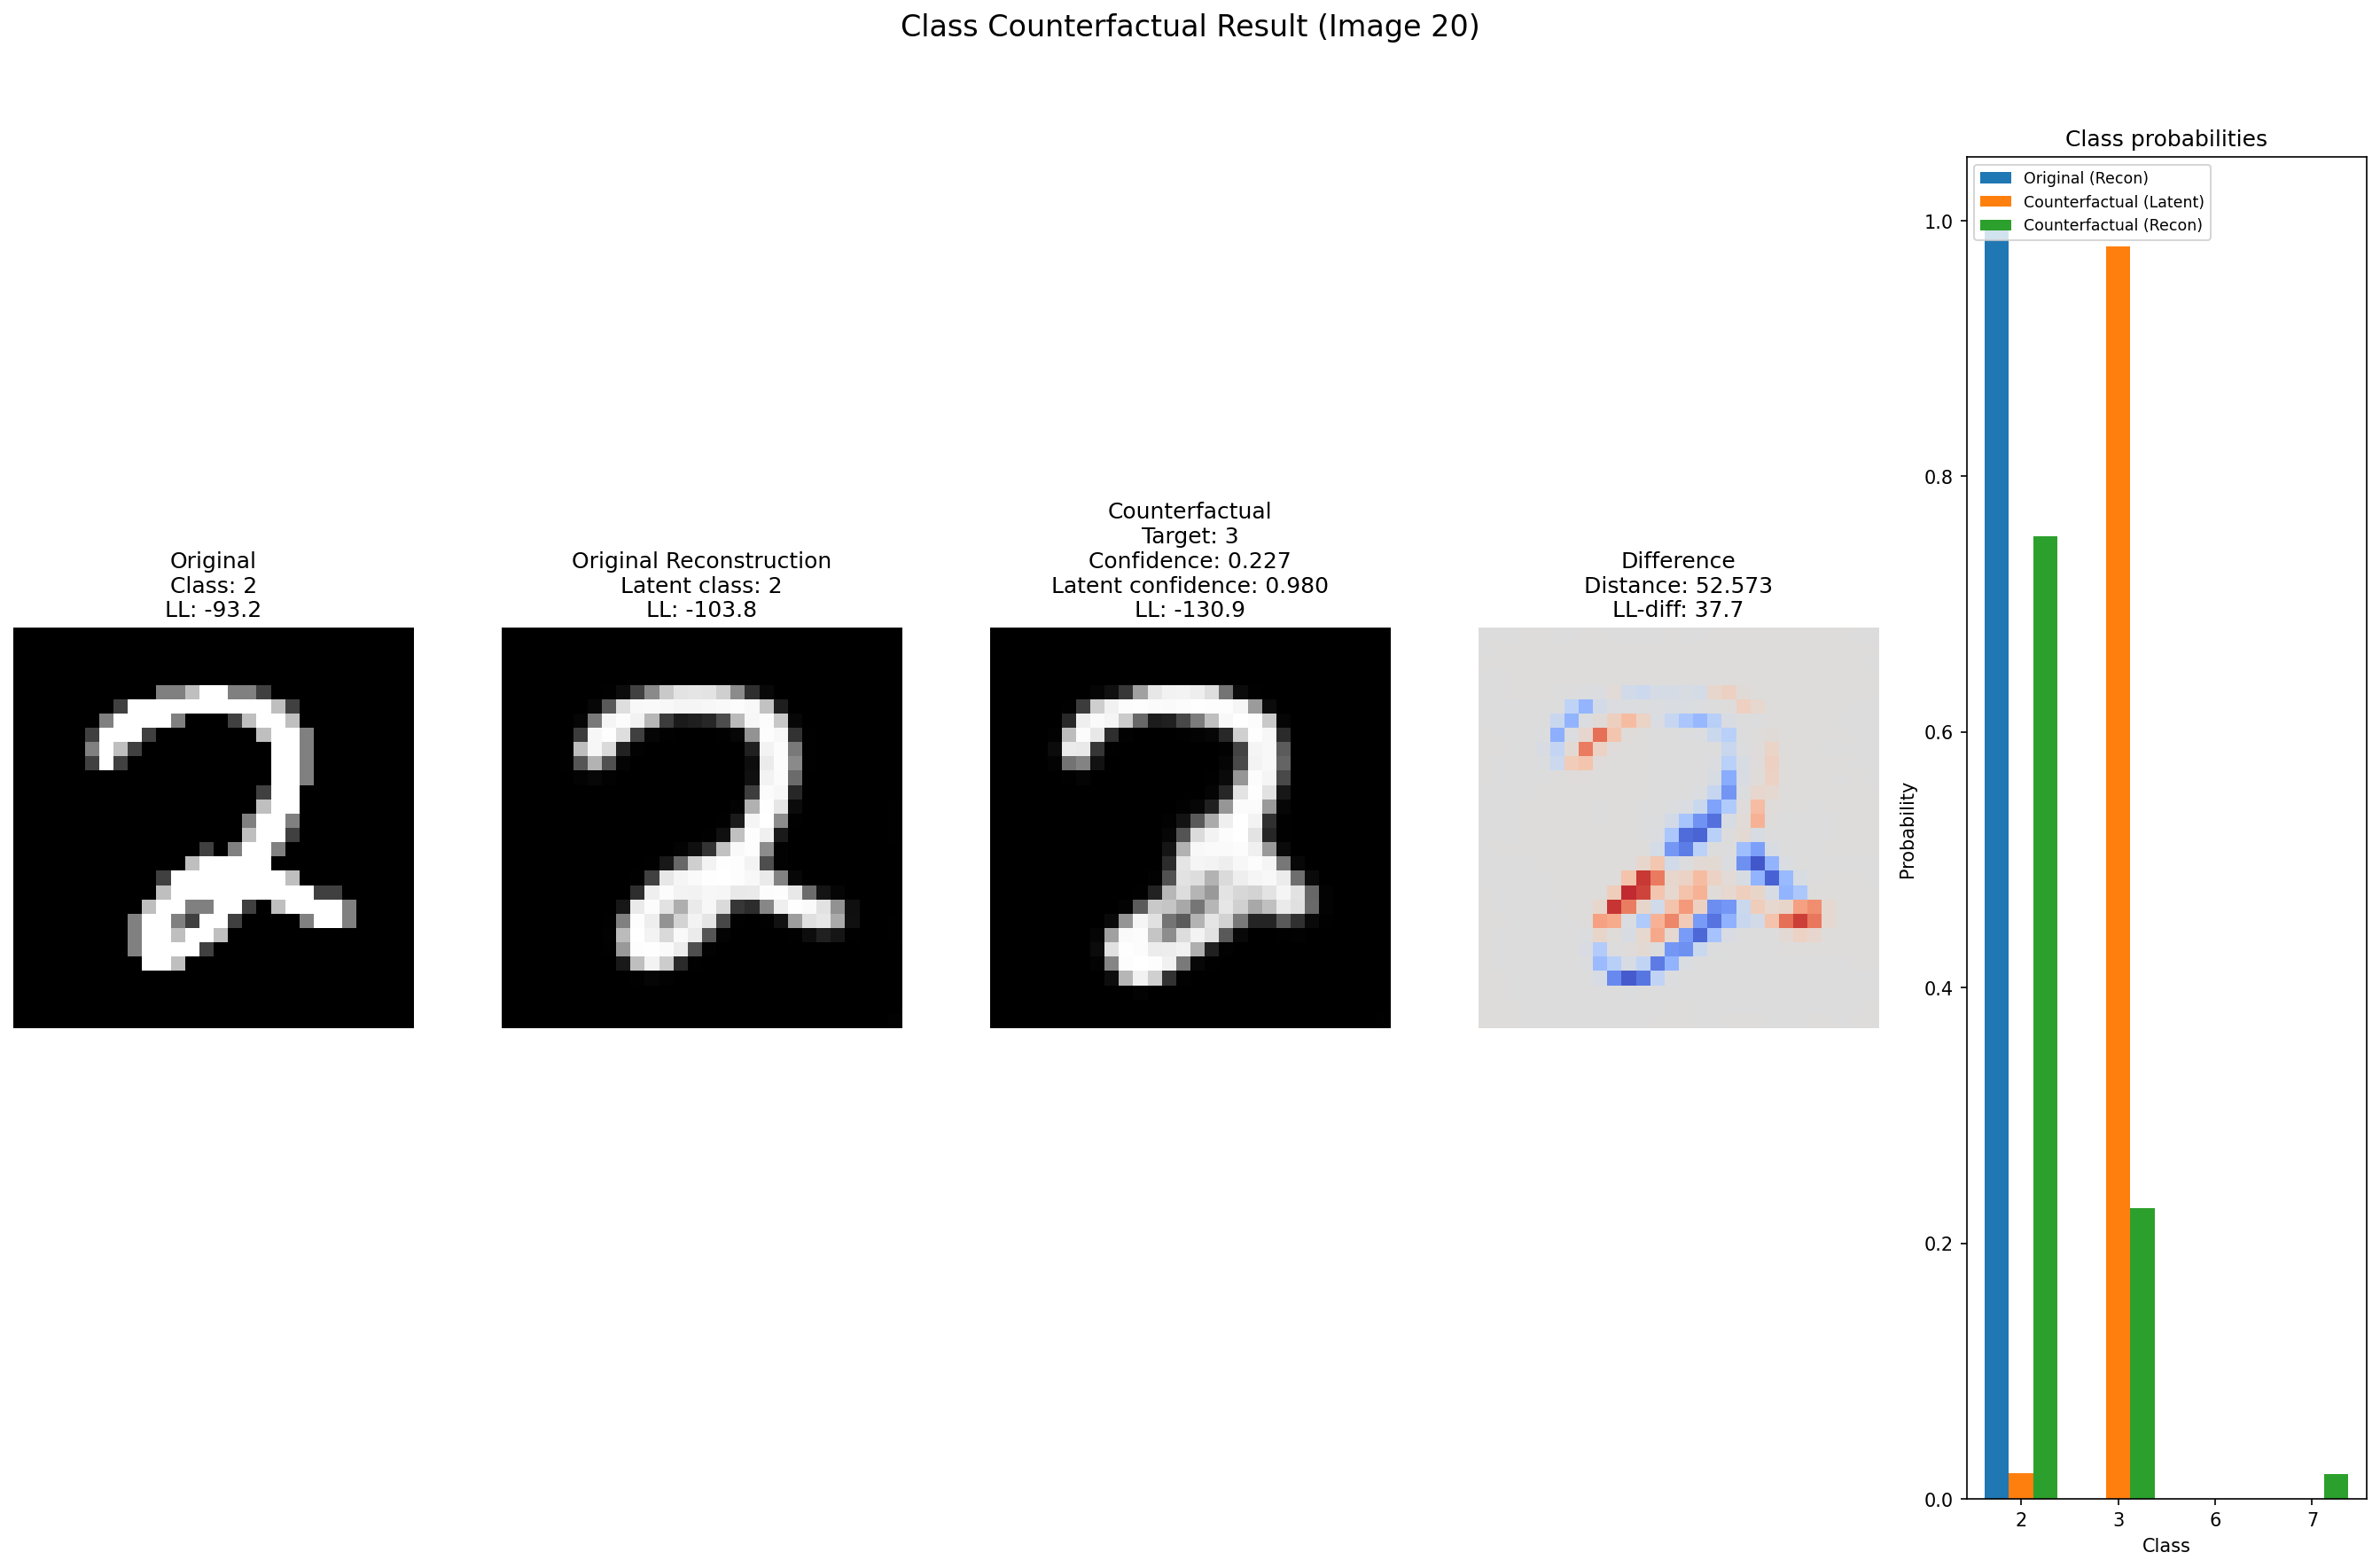 Class Counterfactual Result (Image 20)
Original
Class: 2
LL: -93.2
Original Reconstruction
Latent class: 2
LL: -103.8
Counterfactual
Target: 3
Confidence: 0.227
Latent confidence: 0.980
LL: -130.9
Difference
Distance: 52.573
LL-diff: 37.7
Class probabilities
Original (Recon)
Counterfactual (Latent)
Counterfactual (Recon)
Probability
1.0
0.8
0.6
0.4
0.2
0.0
2 3 6 7
Class
2
2